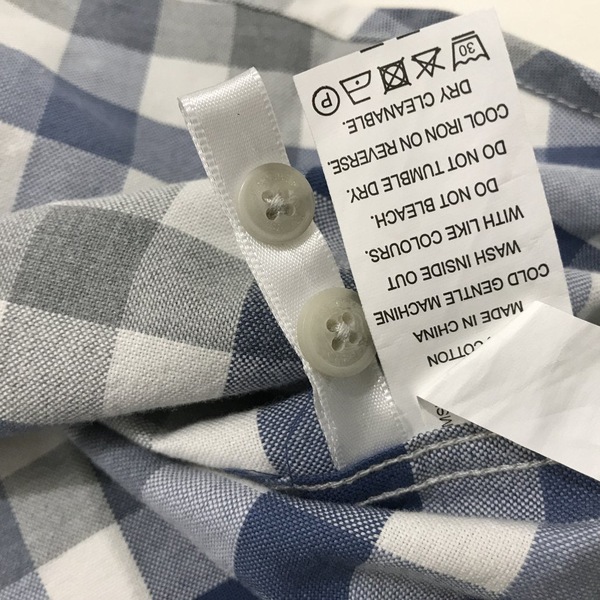 COTTON
MADE IN CHINA
COLD GENTLE MACHINE
WASH INSIDE OUT
WITH LIKE COLOURS.
DO NOT BLEACH.
DO NOT TUMBLE DRY.
COOL IRON ON REVERSE.
DRY CLEANABLE.
30
P